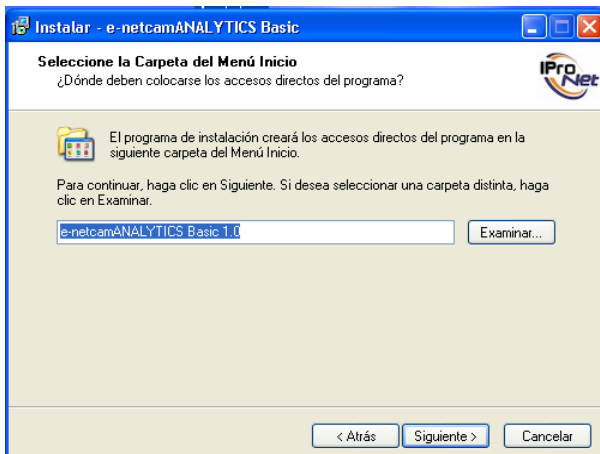 Instalar - e-netcamANALYTICS Basic
Seleccione la Carpeta del Menú Inicio
¿Dónde deben colocarse los accesos directos del programa?
IProNet
El programa de instalación creará los accesos directos del programa en la
siguiente carpeta del Menú Inicio.
Para continuar, haga clic en Siguiente. Si desea seleccionar una carpeta distinta, haga
clic en Examinar.
e-netcamANALYTICS Basic 1.0
Examinar...
< Atrás
Siguiente >
Cancelar